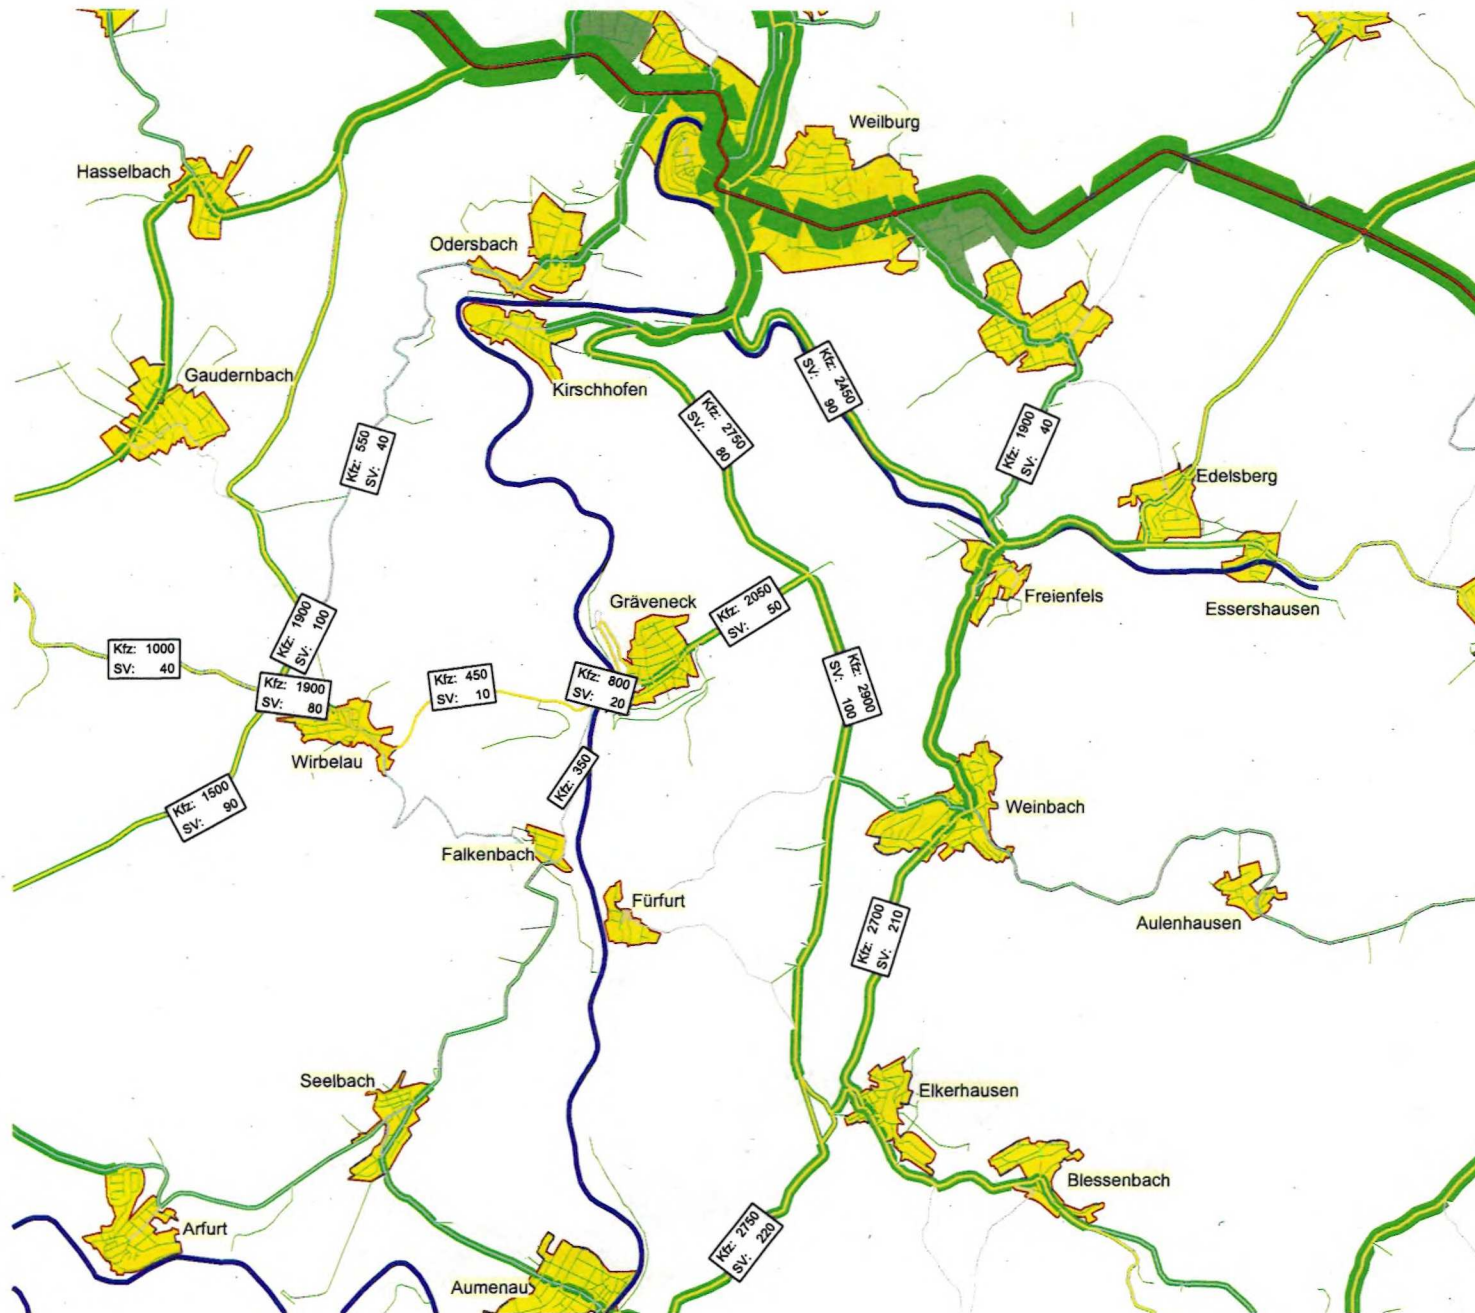 Weilburg
Hasselbach
Odersbach
Gaudernbach
Kirschhofen
Kfz: 2450
SV: 90
Kfz: 2750
SV: 80
Kfz: 1900
SV: 40
Kfz: 550
SV: 40
Edelsberg
Gräveneck
Kfz: 2050
SV: 50
Freienfels
Essershausen
Kfz: 1900
SV: 100
Kfz: 1000
SV: 40
Kfz: 1900
SV: 80
Kfz: 450
SV: 10
Kfz: 800
SV: 20
Kfz: 2900
SV: 100
Wirbelau
Kfz: 350
Kfz: 1500
SV: 90
Weinbach
Falkenbach
Fürfurt
Kfz: 2700
SV: 210
Aulenhausen
Seelbach
Elkerhausen
Blessenbach
Arfurt
Kfz: 2750
SV: 220
Aumenau